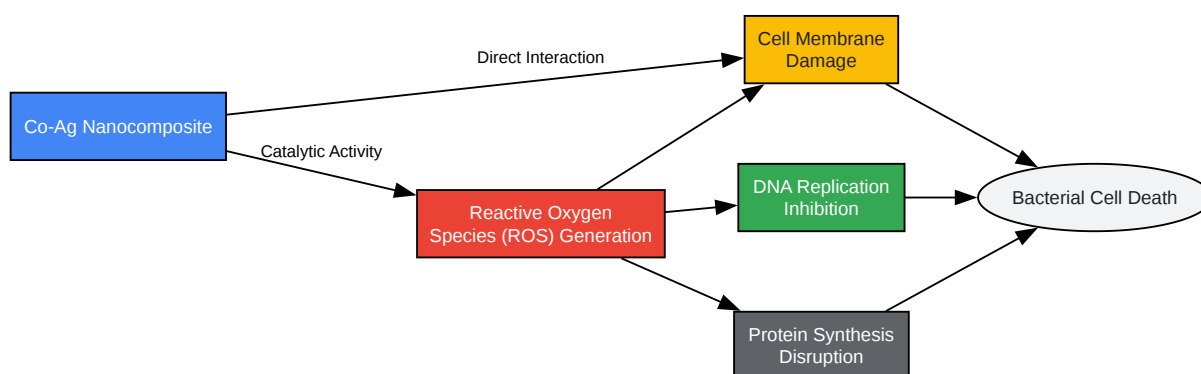 Co-Ag Nanocomposite
Direct Interaction
Catalytic Activity
Reactive Oxygen
Species (ROS) Generation
Cell Membrane
Damage
DNA Replication
Inhibition
Protein Synthesis
Disruption
Bacterial Cell Death